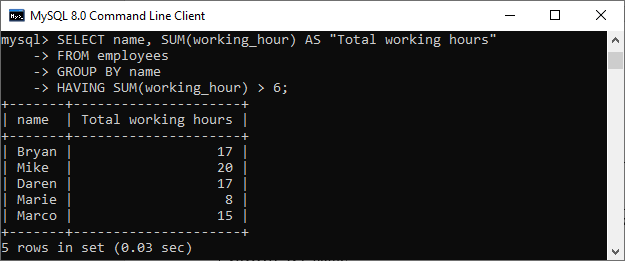 MySQL 8.0 Command Line Client
mysql> SELECT name, SUM(working_hour) AS "Total working hours"
    -> FROM employees
    -> GROUP BY name
    -> HAVING SUM(working_hour) > 6;
+-------+---------------------+
| name  | Total working hours |
+-------+---------------------+
| Bryan |                  17 |
| Mike  |                  20 |
| Daren |                  17 |
| Marie |                   8 |
| Marco |                  15 |
+-------+---------------------+
5 rows in set (0.03 sec)